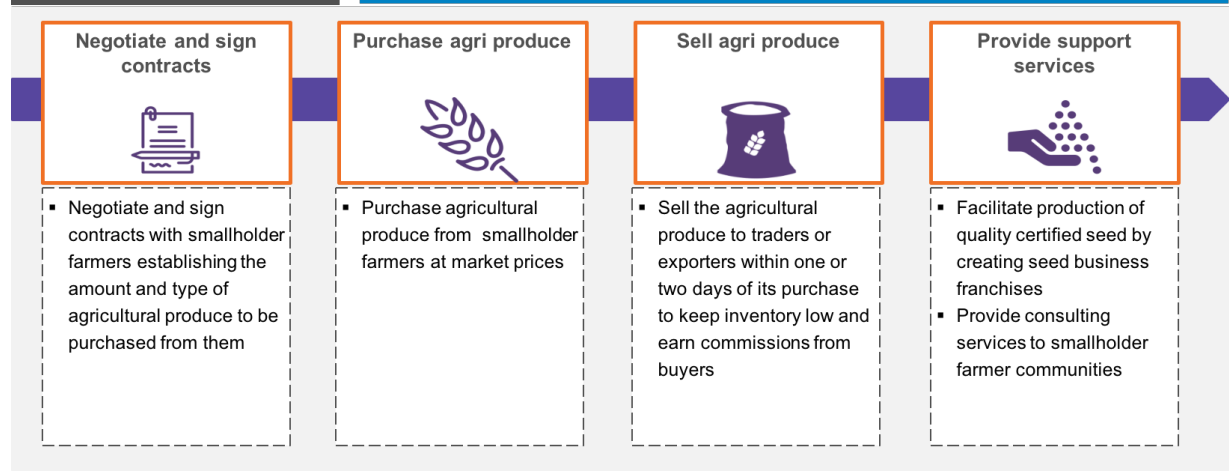 Negotiate and sign
contracts
▪ Negotiate and sign
contracts with smallholder
farmers establishing the
amount and type of
agricultural produce to be
purchased from them
Purchase agri produce
▪ Purchase agricultural
produce from smallholder
farmers at market prices
Sell agri produce
▪ Sell the agricultural
produce to traders or
exporters within one or
two days of its purchase
to keep inventory low and
earn commissions from
buyers
Provide support
services
▪ Facilitate production of
quality certified seed by
creating seed business
franchises
▪ Provide consulting
services to smallholder
farmer communities